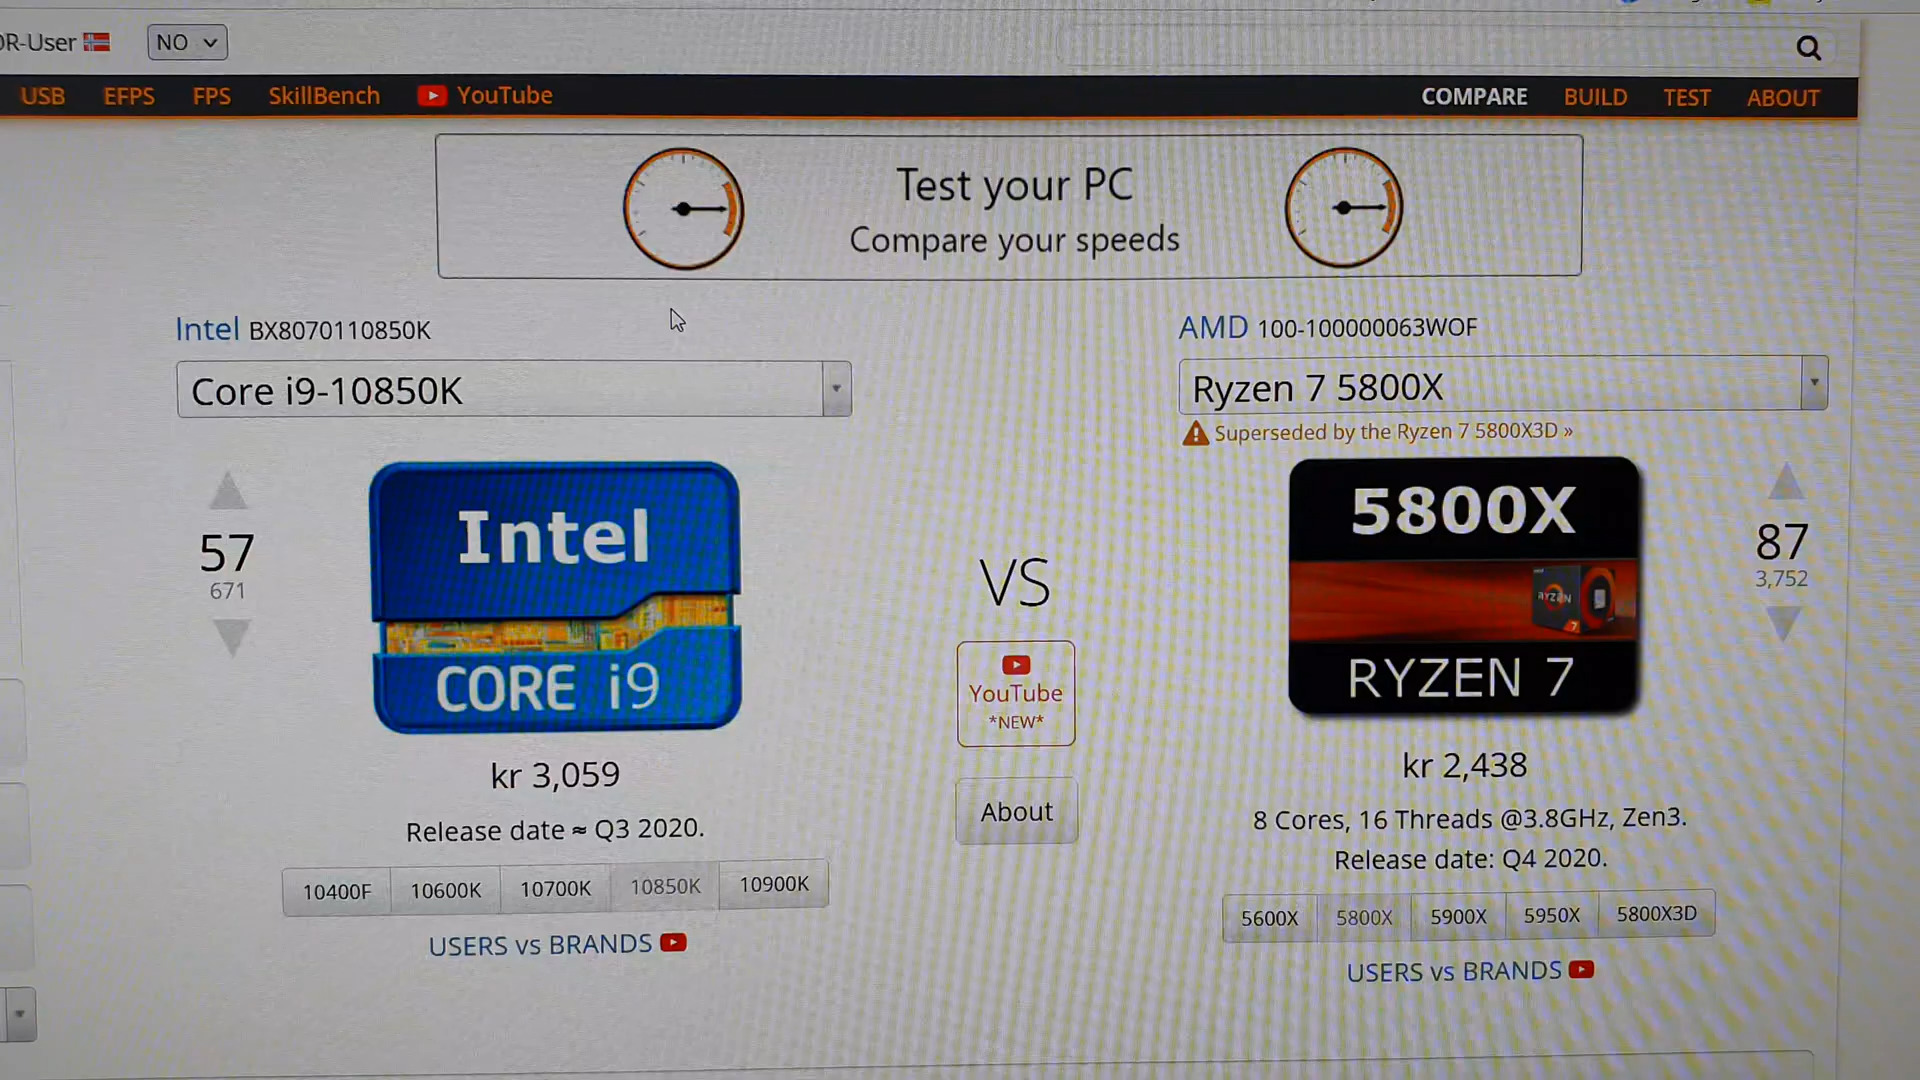 OR-User NO
USB EFPS FPS SkillBench YouTube COMPARE BUILD TEST ABOUT
Test your PC
Compare your speeds
Intel BX8070110850K
Core i9-10850K
57
671
Intel
CORE i9
kr 3,059
Release date ≈ Q3 2020.
10400F 10600K 10700K 10850K 10900K
USERS vs BRANDS
VS
YouTube
*NEW*
About
AMD 100-100000063WOF
Ryzen 7 5800X
Superseded by the Ryzen 7 5800X3D »
5800X
RYZEN
7
RYZEN 7
87
3,752
kr 2,438
8 Cores, 16 Threads @3.8GHz, Zen3.
Release date: Q4 2020.
5600X 5800X 5900X 5950X 5800X3D
USERS vs BRANDS